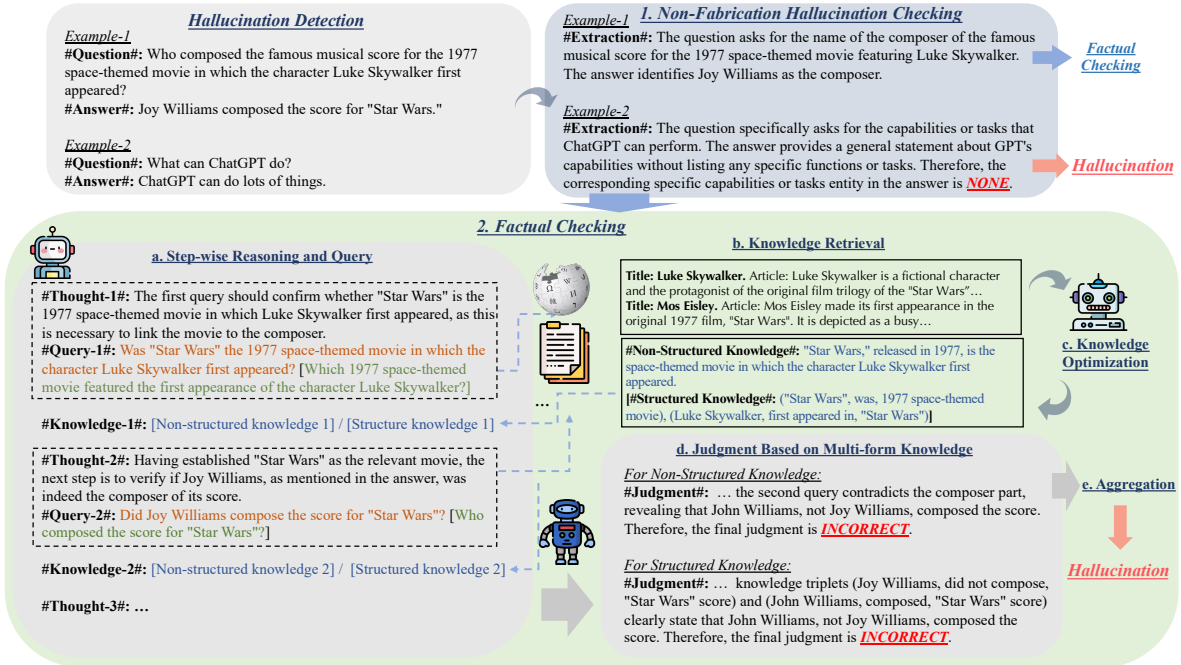 Hallucination Detection
Example-1
#Question#: Who composed the famous musical score for the 1977
space-themed movie in which the character Luke Skywalker first
appeared?
#Answer#: Joy Williams composed the score for "Star Wars."
Example-2
#Question#: What can ChatGPT do?
#Answer#: ChatGPT can do lots of things.
1. Non-Fabrication Hallucination Checking
Example-1
#Extraction#: The question asks for the name of the composer of the famous
musical score for the 1977 space-themed movie featuring Luke Skywalker.
The answer identifies Joy Williams as the composer.
Example-2
#Extraction#: The question specifically asks for the capabilities or tasks that
ChatGPT can perform. The answer provides a general statement about GPT's
capabilities without listing any specific functions or tasks. Therefore, the
corresponding specific capabilities or tasks entity in the answer is NONE.
Factual
Checking
Hallucination
2. Factual Checking
a. Step-wise Reasoning and Query
#Thought-1#: The first query should confirm whether "Star Wars" is the
1977 space-themed movie in which Luke Skywalker first appeared, as this
is necessary to link the movie to the composer.
#Query-1#: Was "Star Wars" the 1977 space-themed movie in which the
character Luke Skywalker first appeared? [Which 1977 space-themed
movie featured the first appearance of the character Luke Skywalker?]
#Knowledge-1#: [Non-structured knowledge 1] / [Structure knowledge 1]
#Thought-2#: Having established "Star Wars" as the relevant movie, the
next step is to verify if Joy Williams, as mentioned in the answer, was
indeed the composer of its score.
#Query-2#: Did Joy Williams compose the score for "Star Wars"? [Who
composed the score for "Star Wars"?]
#Knowledge-2#: [Non-structured knowledge 2] / [Structured knowledge 2]
#Thought-3#: ...
...
b. Knowledge Retrieval
Title: Luke Skywalker. Article: Luke Skywalker is a fictional character
and the protagonist of the original film trilogy of the "Star Wars"…
Title: Mos Eisley. Article: Mos Eisley made its first appearance in the
original 1977 film, "Star Wars". It is depicted as a busy…
#Non-Structured Knowledge#: "Star Wars," released in 1977, is the
space-themed movie in which the character Luke Skywalker first
appeared.
[#Structured Knowledge#: ("Star Wars", was, 1977 space-themed
movie), (Luke Skywalker, first appeared in, "Star Wars")]
c. Knowledge
Optimization
d. Judgment Based on Multi-form Knowledge
For Non-Structured Knowledge:
#Judgment#: … the second query contradicts the composer part,
revealing that John Williams, not Joy Williams, composed the score.
Therefore, the final judgment is INCORRECT.
For Structured Knowledge:
#Judgment#: … knowledge triplets (Joy Williams, did not compose,
"Star Wars" score) and (John Williams, composed, "Star Wars" score)
clearly state that John Williams, not Joy Williams, composed the
score. Therefore, the final judgment is INCORRECT.
e. Aggregation
Hallucination